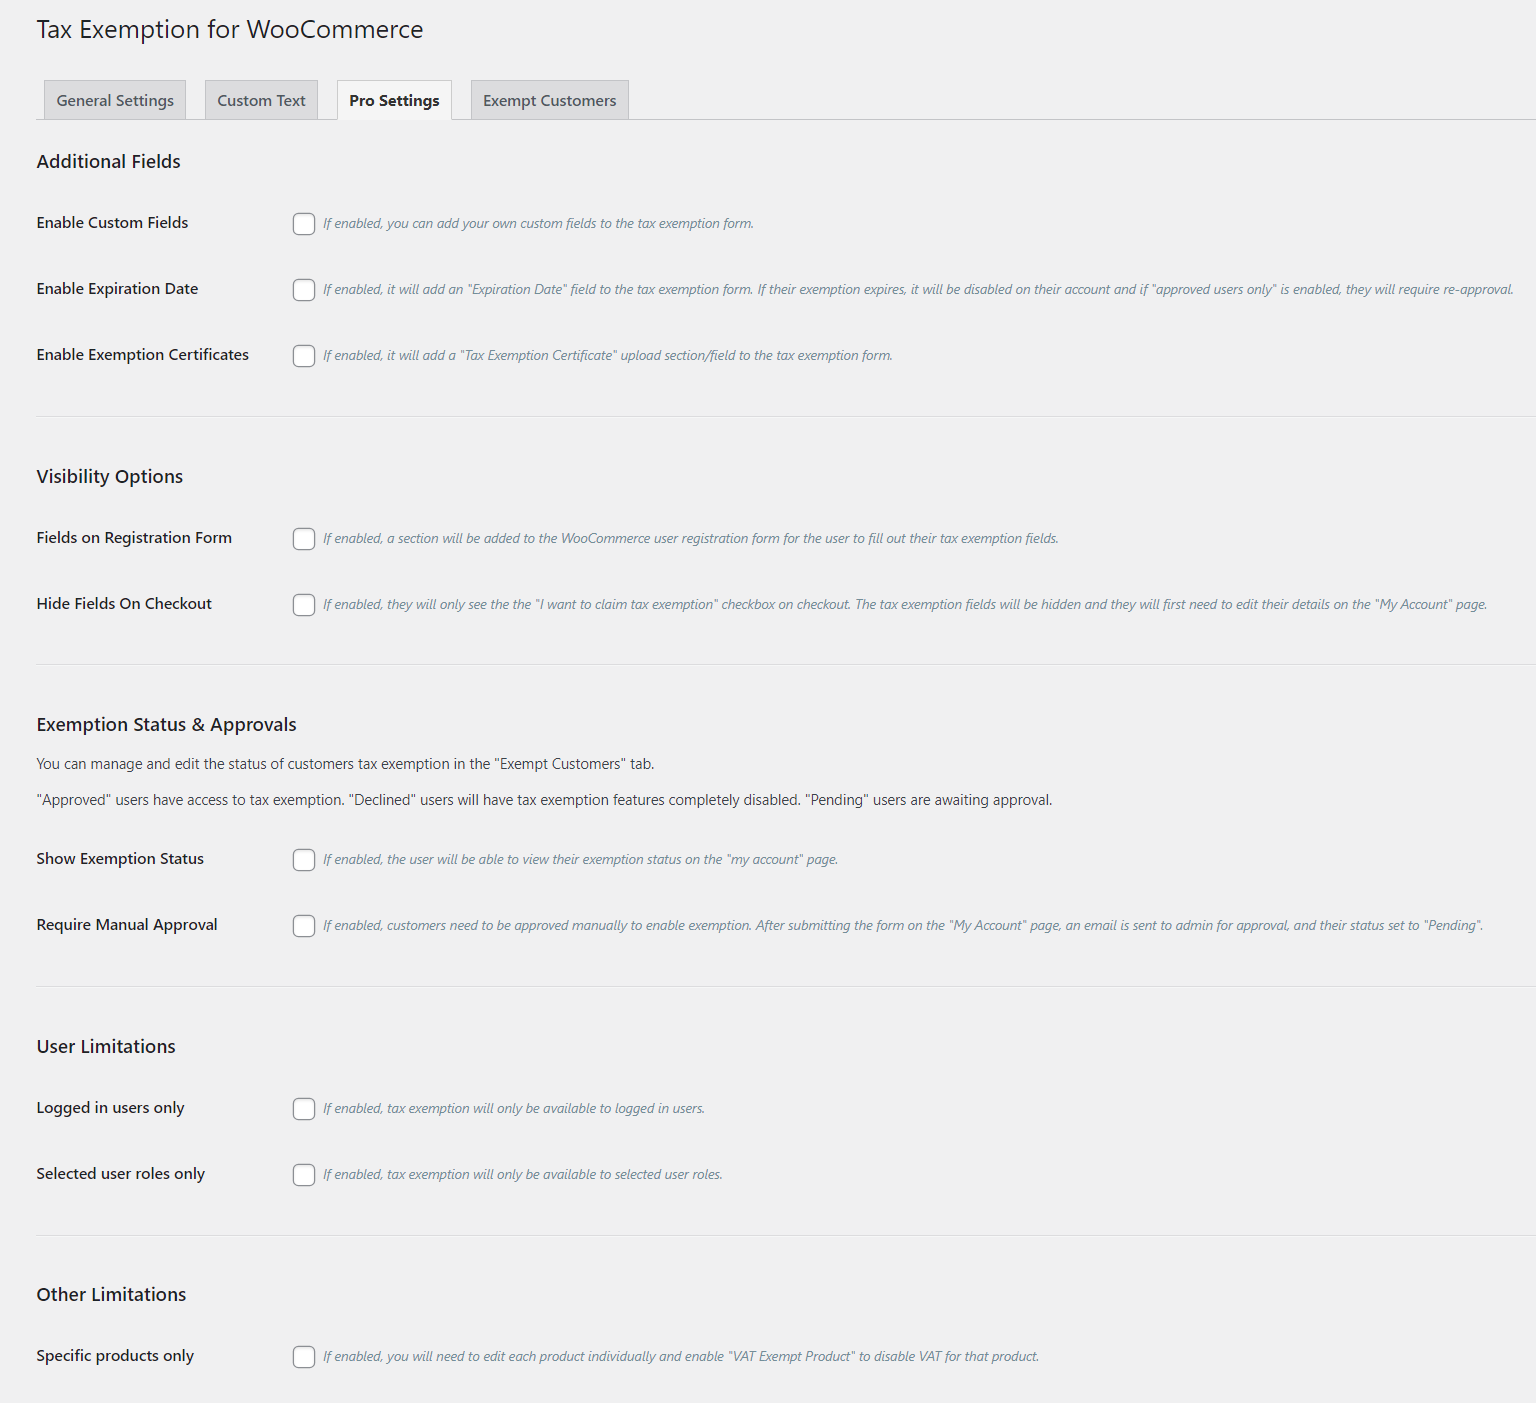 Tax Exemption for WooCommerce
General Settings
Custom Text
Pro Settings
Exempt Customers
Additional Fields
Enable Custom Fields
If enabled, you can add your own custom fields to the tax exemption form.
Enable Expiration Date
If enabled, it will add an "Expiration Date" field to the tax exemption form. If their exemption expires, it will be disabled on their account and if "approved users only" is enabled, they will require re-approval.
Enable Exemption Certificates
If enabled, it will add a "Tax Exemption Certificate" upload section/field to the tax exemption form.
Visibility Options
Fields on Registration Form
If enabled, a section will be added to the WooCommerce user registration form for the user to fill out their tax exemption fields.
Hide Fields On Checkout
If enabled, they will only see the the "I want to claim tax exemption" checkbox on checkout. The tax exemption fields will be hidden and they will first need to edit their details on the "My Account" page.
Exemption Status & Approvals
You can manage and edit the status of customers tax exemption in the "Exempt Customers" tab.
"Approved" users have access to tax exemption. "Declined" users will have tax exemption features completely disabled. "Pending" users are awaiting approval.
Show Exemption Status
If enabled, the user will be able to view their exemption status on the "my account" page.
Require Manual Approval
If enabled, customers need to be approved manually to enable exemption. After submitting the form on the "My Account" page, an email is sent to admin for approval, and their status set to "Pending".
User Limitations
Logged in users only
If enabled, tax exemption will only be available to logged in users.
Selected user roles only
If enabled, tax exemption will only be available to selected user roles.
Other Limitations
Specific products only
If enabled, you will need to edit each product individually and enable "VAT Exempt Product" to disable VAT for that product.